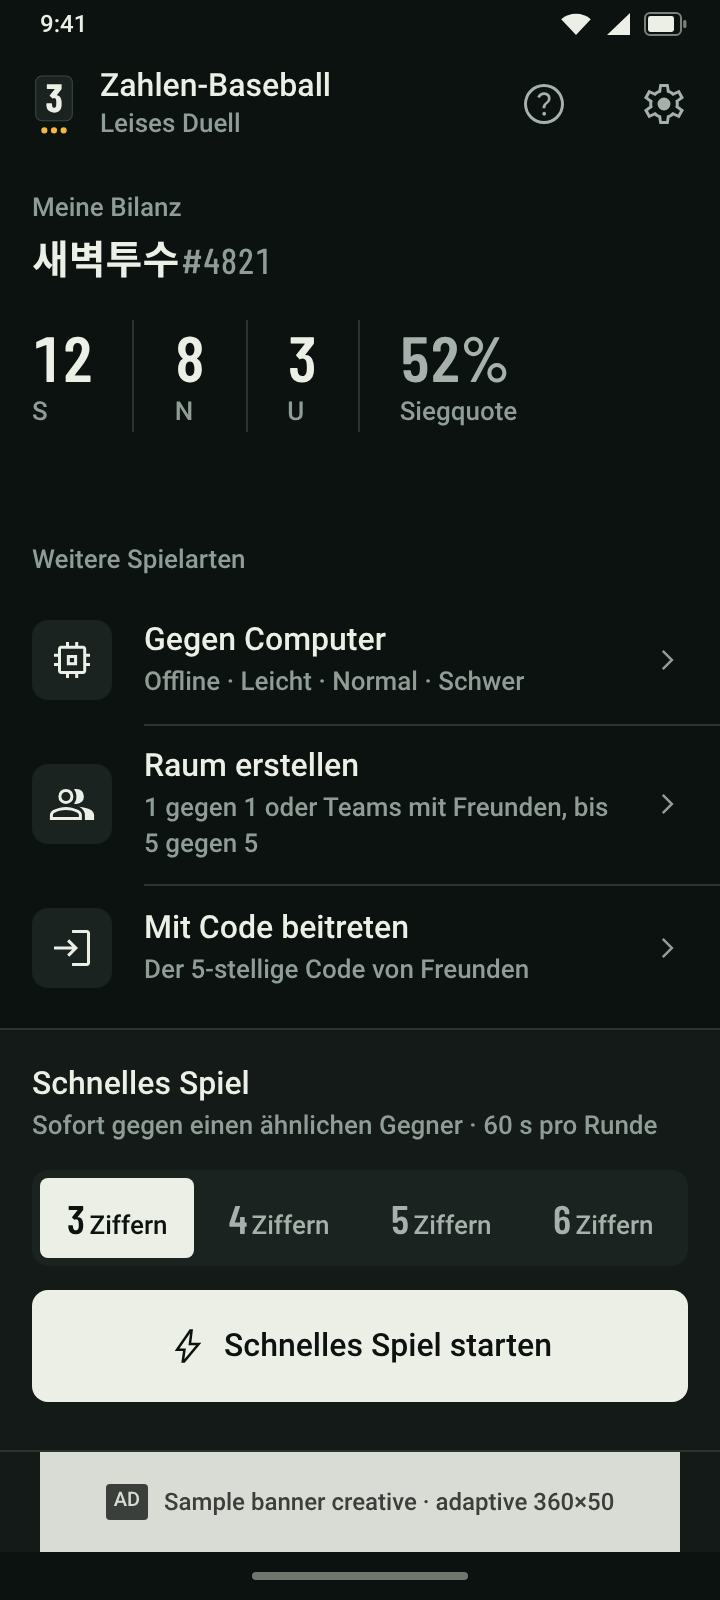 9:41
3
Zahlen-Baseball
Leises Duell
Meine Bilanz
새벽투수#4821
12 8 3 52%
S N U Siegquote
Weitere Spielarten
Gegen Computer
Offline · Leicht · Normal · Schwer
Raum erstellen
1 gegen 1 oder Teams mit Freunden, bis
5 gegen 5
Mit Code beitreten
Der 5-stellige Code von Freunden
Schnelles Spiel
Sofort gegen einen ähnlichen Gegner · 60 s pro Runde
3 Ziffern 4 Ziffern 5 Ziffern 6 Ziffern
Schnelles Spiel starten
AD Sample banner creative · adaptive 360×50